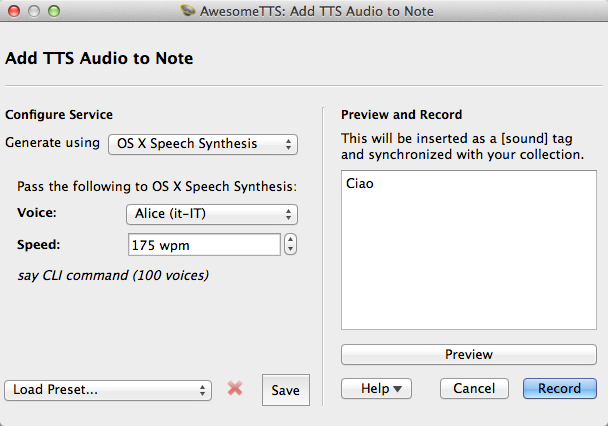 AwesomeTTS: Add TTS Audio to Note
Add TTS Audio to Note
Configure Service
Generate using OS X Speech Synthesis
Pass the following to OS X Speech Synthesis:
Voice: Alice (it-IT)
Speed: 175 wpm
say CLI command (100 voices)
Load Preset... Save
Preview and Record
This will be inserted as a [sound] tag
and synchronized with your collection.
Ciao
Preview
Help Cancel Record